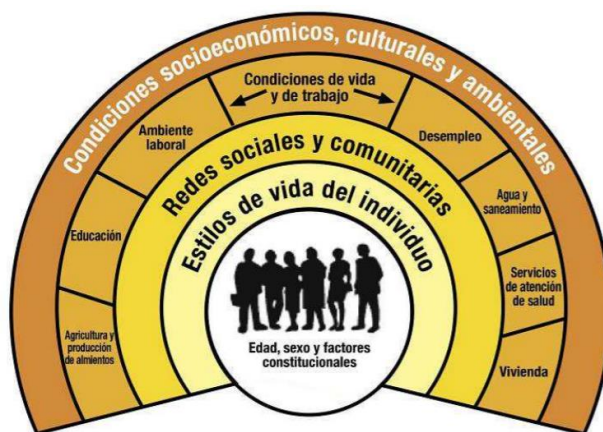 Condiciones socioeconómicos, culturales y ambientales
Condiciones de vida
y de trabajo
Ambiente
laboral
Desempleo
Educación
Agua y
saneamiento
Agricultura y
producción
de almientos
Servicios
de atención
de salud
Vivienda
Redes sociales y comunitarias
Estilos de vida del individuo
Edad, sexo y factores
constitucionales